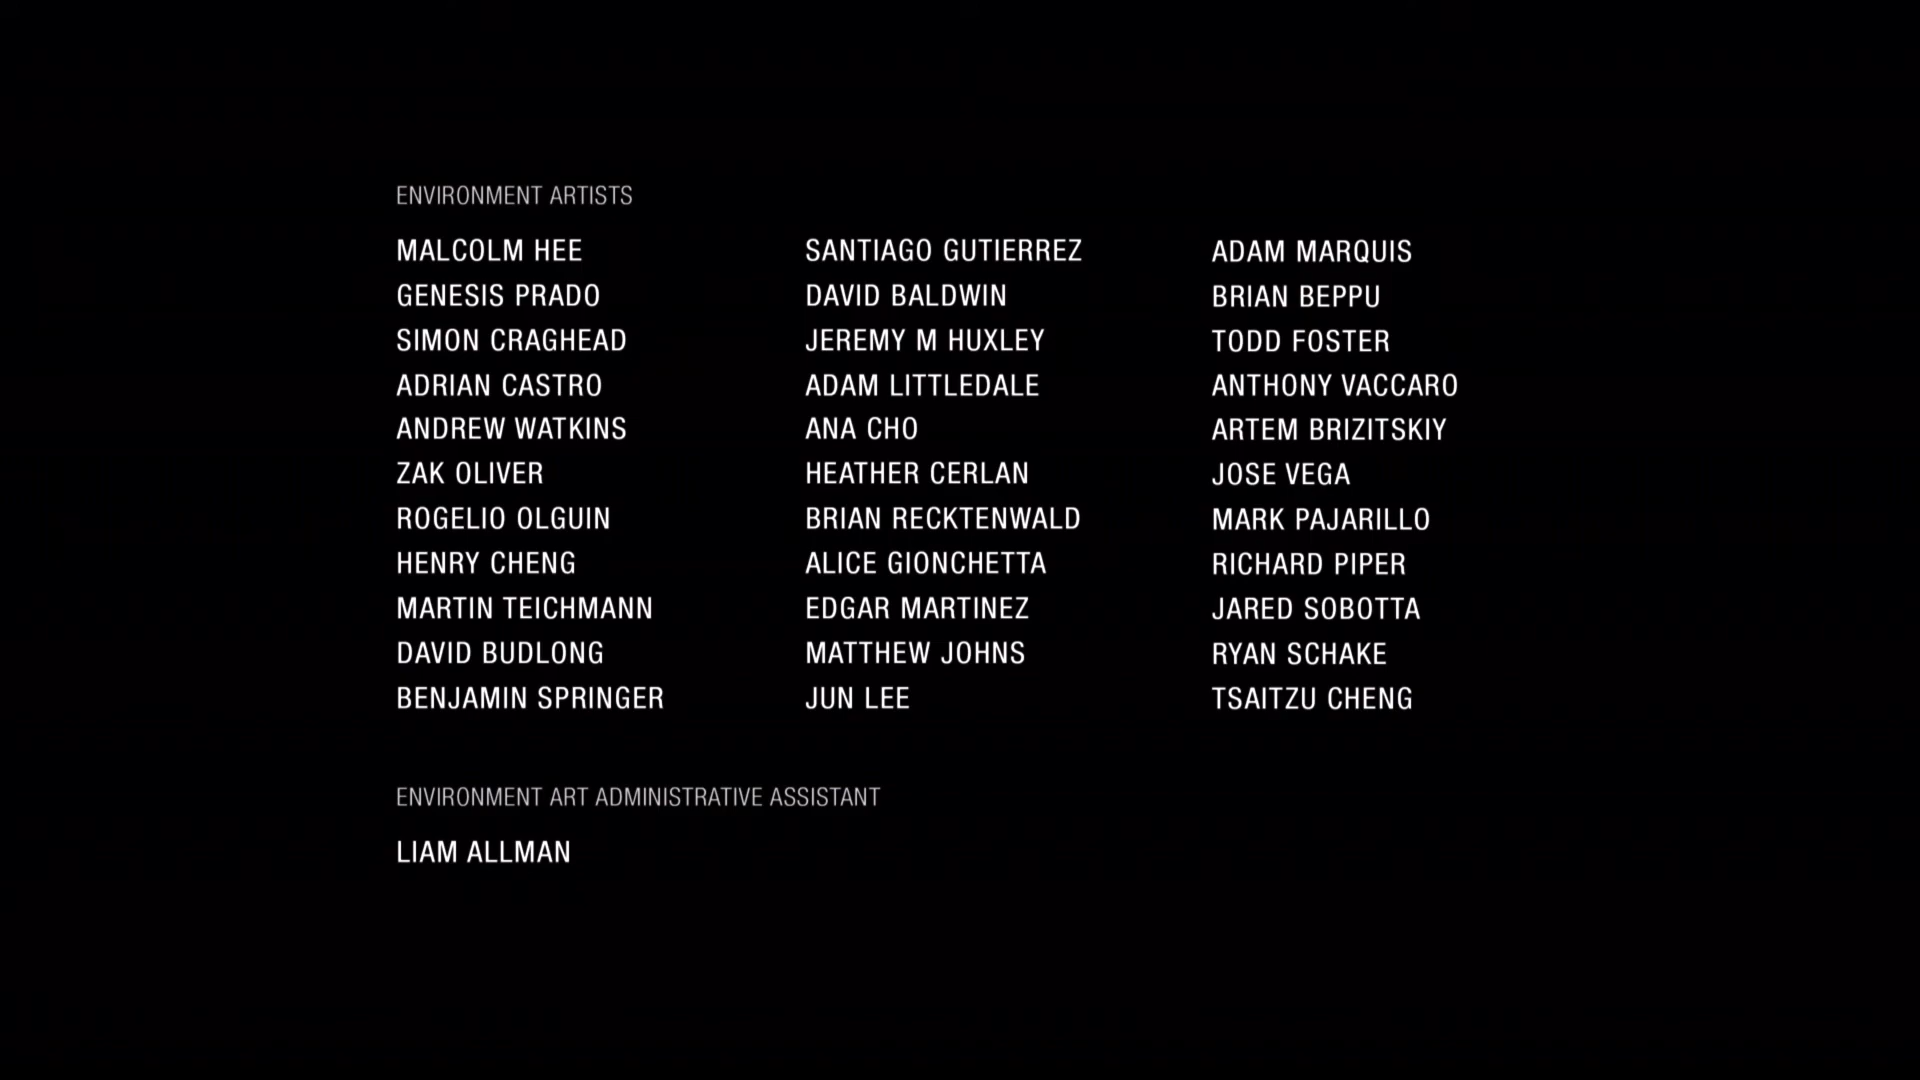 ENVIRONMENT ARTISTS
MALCOLM HEE
GENESIS PRADO
SIMON CRAGHEAD
ADRIAN CASTRO
ANDREW WATKINS
ZAK OLIVER
ROGELIO OLGUIN
HENRY CHENG
MARTIN TEICHMANN
DAVID BUDLONG
BENJAMIN SPRINGER
SANTIAGO GUTIERREZ
DAVID BALDWIN
JEREMY M HUXLEY
ADAM LITTLEDALE
ANA CHO
HEATHER CERLAN
BRIAN RECKTENWALD
ALICE GIONCHETTA
EDGAR MARTINEZ
MATTHEW JOHNS
JUN LEE
ADAM MARQUIS
BRIAN BEPPU
TODD FOSTER
ANTHONY VACCARO
ARTEM BRIZITSKIY
JOSE VEGA
MARK PAJARILLO
RICHARD PIPER
JARED SOBOTTA
RYAN SCHAKE
TSAITZU CHENG
ENVIRONMENT ART ADMINISTRATIVE ASSISTANT
LIAM ALLMAN